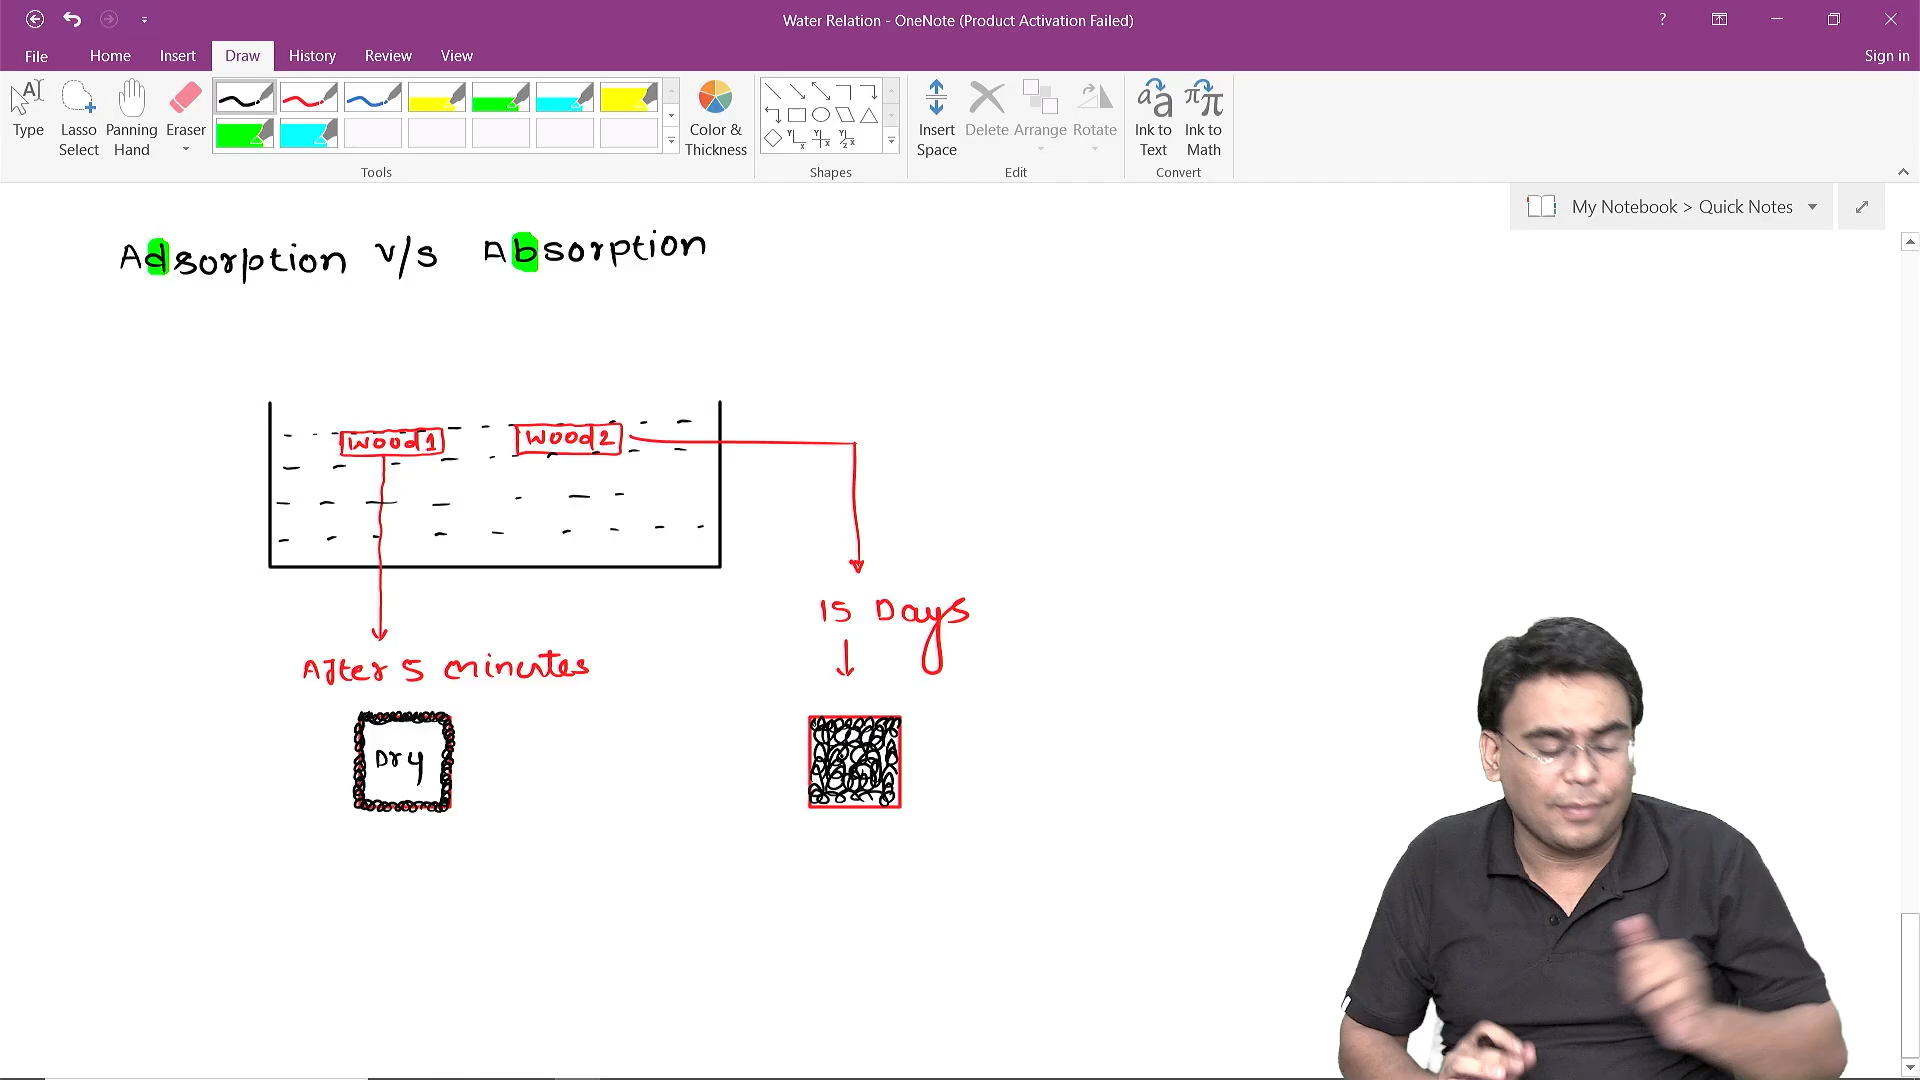 Water Relation - OneNote (Product Activation Failed)
?
File Home Insert Draw History Review View
Sign in
Type
Lasso Select
Panning Hand
Eraser
Color & Thickness
Insert Space
Delete
Arrange
Rotate
Ink to Text
Ink to Math
Tools
Shapes
Edit
Convert
My Notebook > Quick Notes
Adsorption v/s Absorption
Wood 1
Wood 2
15 Days
After 5 minutes
Dry